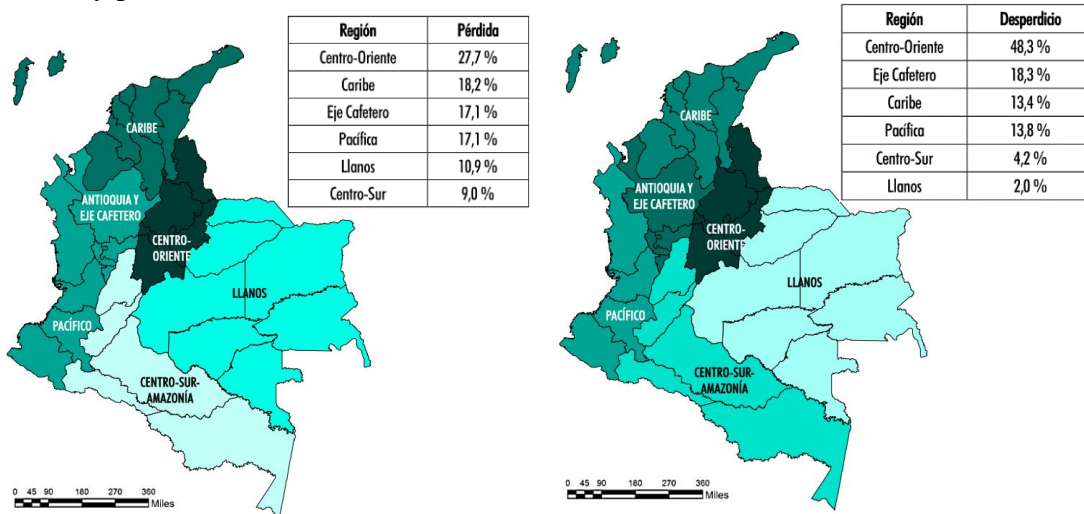 Región Pérdida
Centro-Oriente 27,7 %
Caribe 18,2 %
Eje Cafetero 17,1 %
Pacífica 17,1 %
Llanos 10,9 %
Centro-Sur 9,0 %
CARIBE
ANTIOQUIA Y
EJE CAFETERO
CENTRO-
ORIENTE
LLANOS
PACÍFICO
CENTRO-SUR-
AMAZONÍA
0 45 90 180 270 360
Miles
Región Desperdicio
Centro-Oriente 48,3 %
Eje Cafetero 18,3 %
Caribe 13,4 %
Pacífica 13,8 %
Centro-Sur 4,2 %
Llanos 2,0 %
CARIBE
ANTIOQUIA Y
EJE CAFETERO
CENTRO-
ORIENTE
LLANOS
PACÍFICO
CENTRO-SUR-
AMAZONÍA
0 45 90 180 270 360
Miles